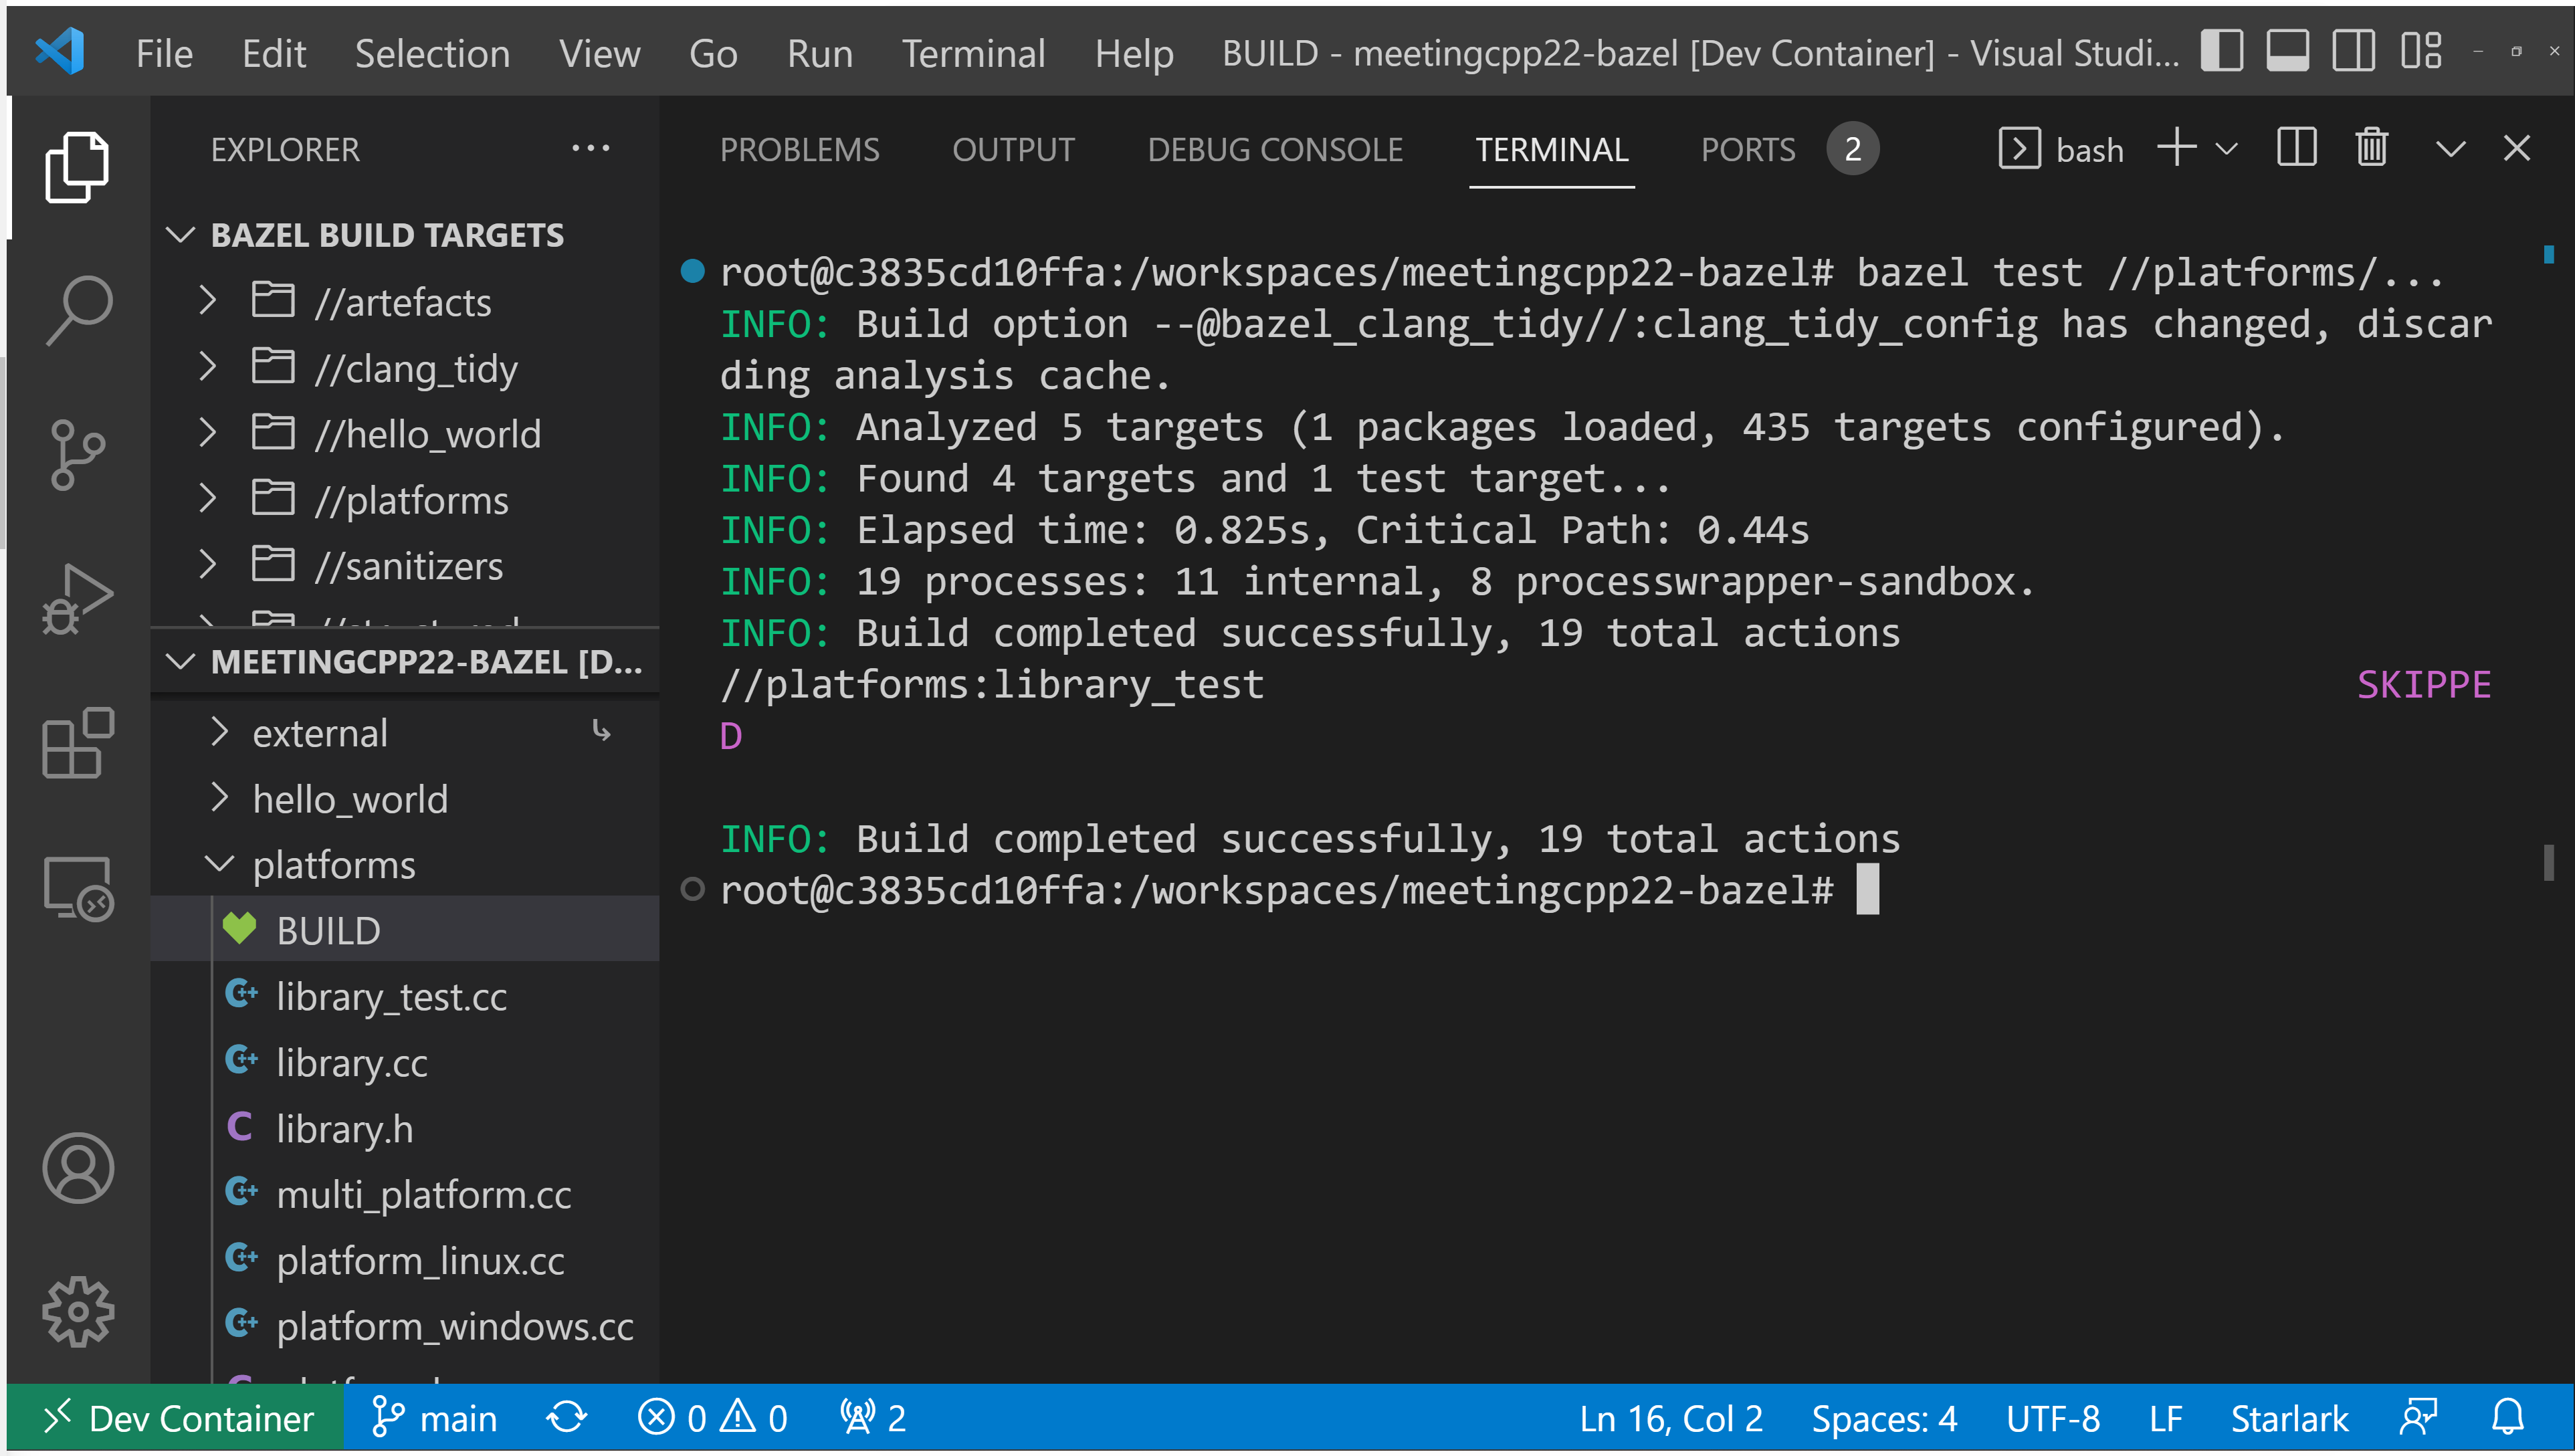 File Edit Selection View Go Run Terminal Help BUILD - meetingcpp22-bazel [Dev Container] - Visual Studi...
EXPLORER ...
BAZEL BUILD TARGETS
//artefacts
//clang_tidy
//hello_world
//platforms
//sanitizers
MEETINGCPP22-BAZEL [D...
external
hello_world
platforms
BUILD
library_test.cc
library.cc
library.h
multi_platform.cc
platform_linux.cc
platform_windows.cc
PROBLEMS OUTPUT DEBUG CONSOLE TERMINAL PORTS 2 bash
root@c3835cd10ffa:/workspaces/meetingcpp22-bazel# bazel test //platforms/...
INFO: Build option --@bazel_clang_tidy//:clang_tidy_config has changed, discar
ding analysis cache.
INFO: Analyzed 5 targets (1 packages loaded, 435 targets configured).
INFO: Found 4 targets and 1 test target...
INFO: Elapsed time: 0.825s, Critical Path: 0.44s
INFO: 19 processes: 11 internal, 8 processwrapper-sandbox.
INFO: Build completed successfully, 19 total actions
//platforms:library_test SKIPPE
D
INFO: Build completed successfully, 19 total actions
root@c3835cd10ffa:/workspaces/meetingcpp22-bazel#
Dev Container main 0 0 2 Ln 16, Col 2 Spaces: 4 UTF-8 LF Starlark